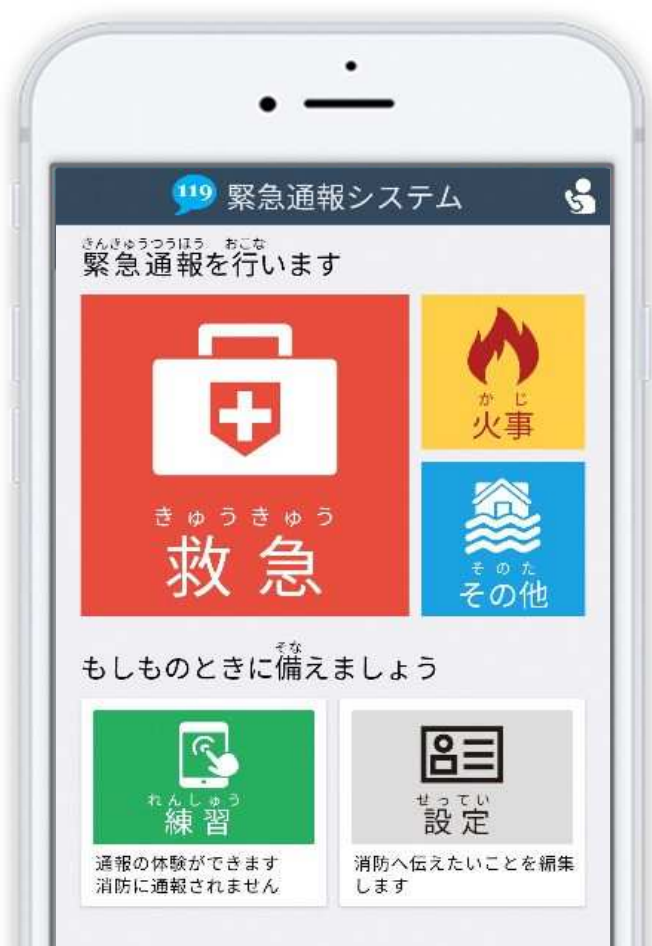 119 緊急通報システム
きんきゅうつうほう おこな
緊急通報を行います
きゅうきゅう
救急
かじ
火事
そのた
その他
そな
もしものときに備えましょう
れんしゅう
練習
通報の体験ができます
消防に通報されません
せってい
設定
消防へ伝えたいことを編集
します